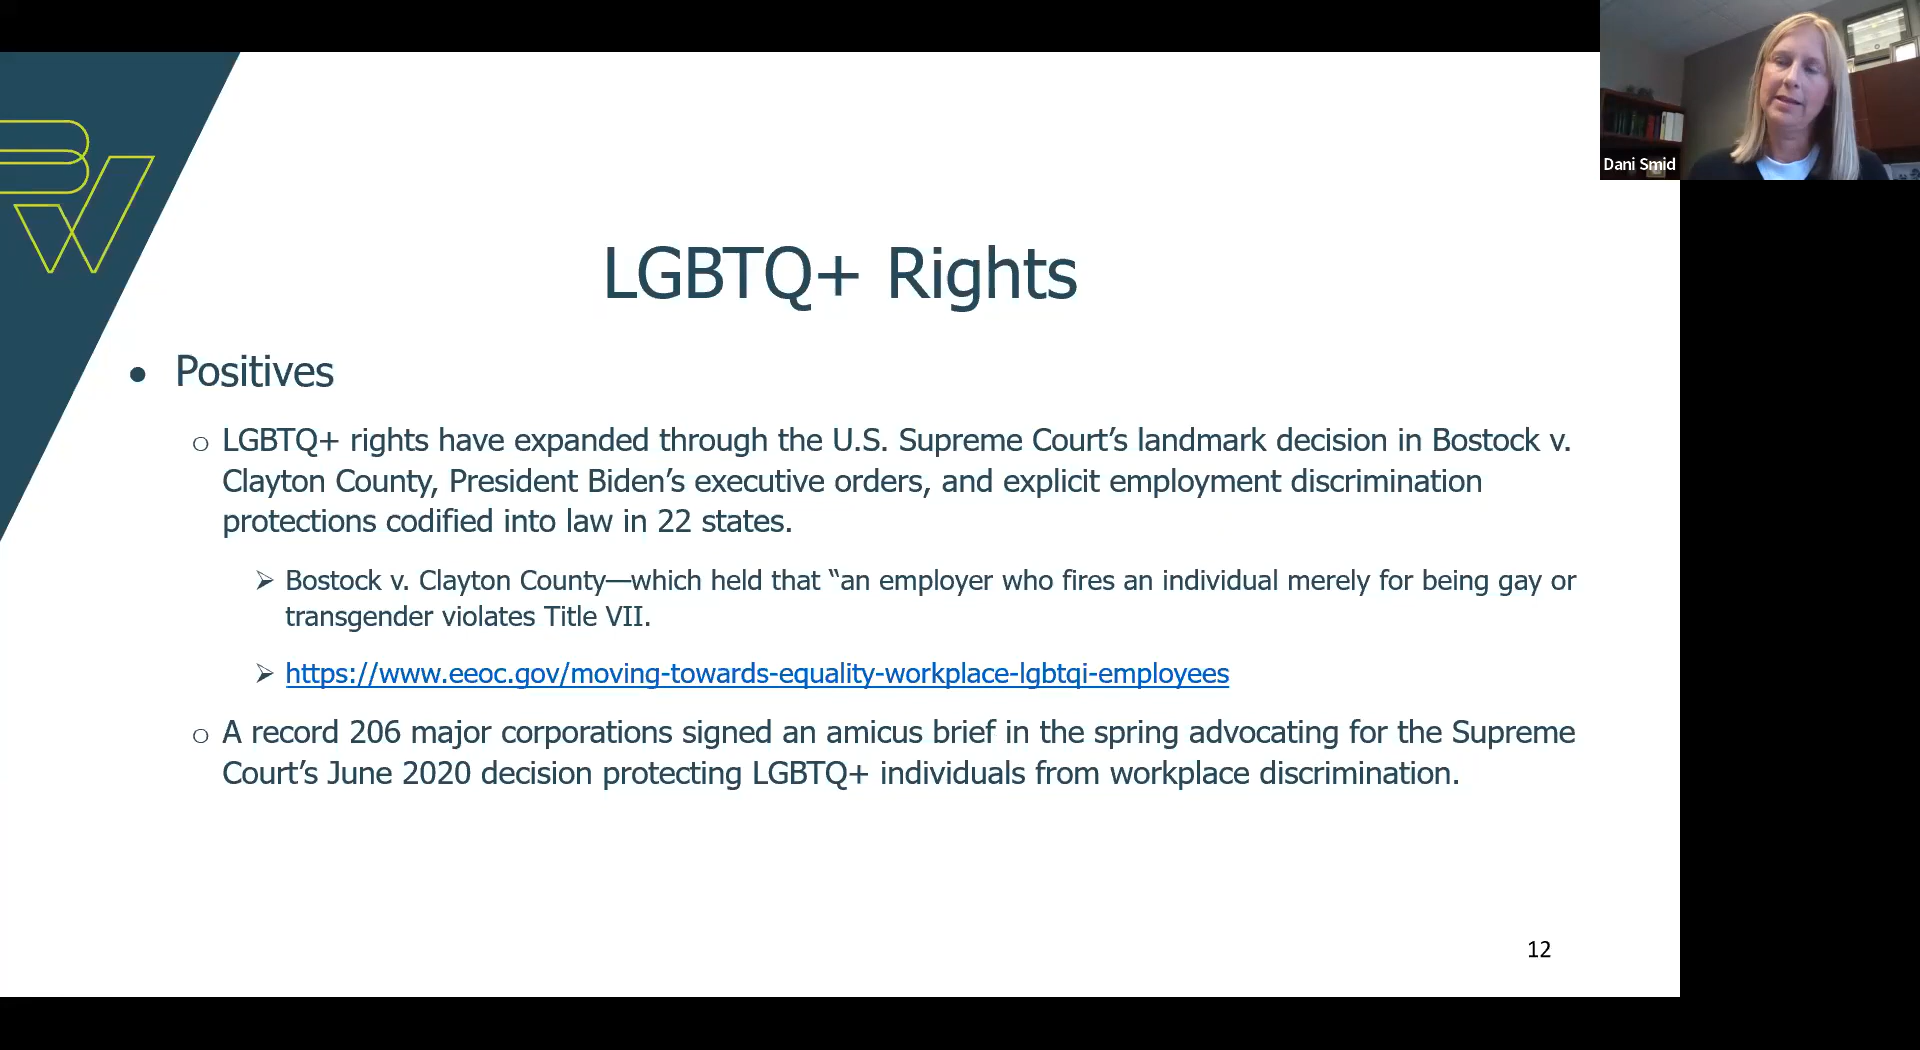 Dani Smid
LGBTQ+ Rights
• Positives
o LGBTQ+ rights have expanded through the U.S. Supreme Court’s landmark decision in Bostock v.
Clayton County, President Biden’s executive orders, and explicit employment discrimination
protections codified into law in 22 states.
➢ Bostock v. Clayton County—which held that “an employer who fires an individual merely for being gay or
transgender violates Title VII.
➢ https://www.eeoc.gov/moving-towards-equality-workplace-lgbtqi-employees
o A record 206 major corporations signed an amicus brief in the spring advocating for the Supreme
Court’s June 2020 decision protecting LGBTQ+ individuals from workplace discrimination.
12